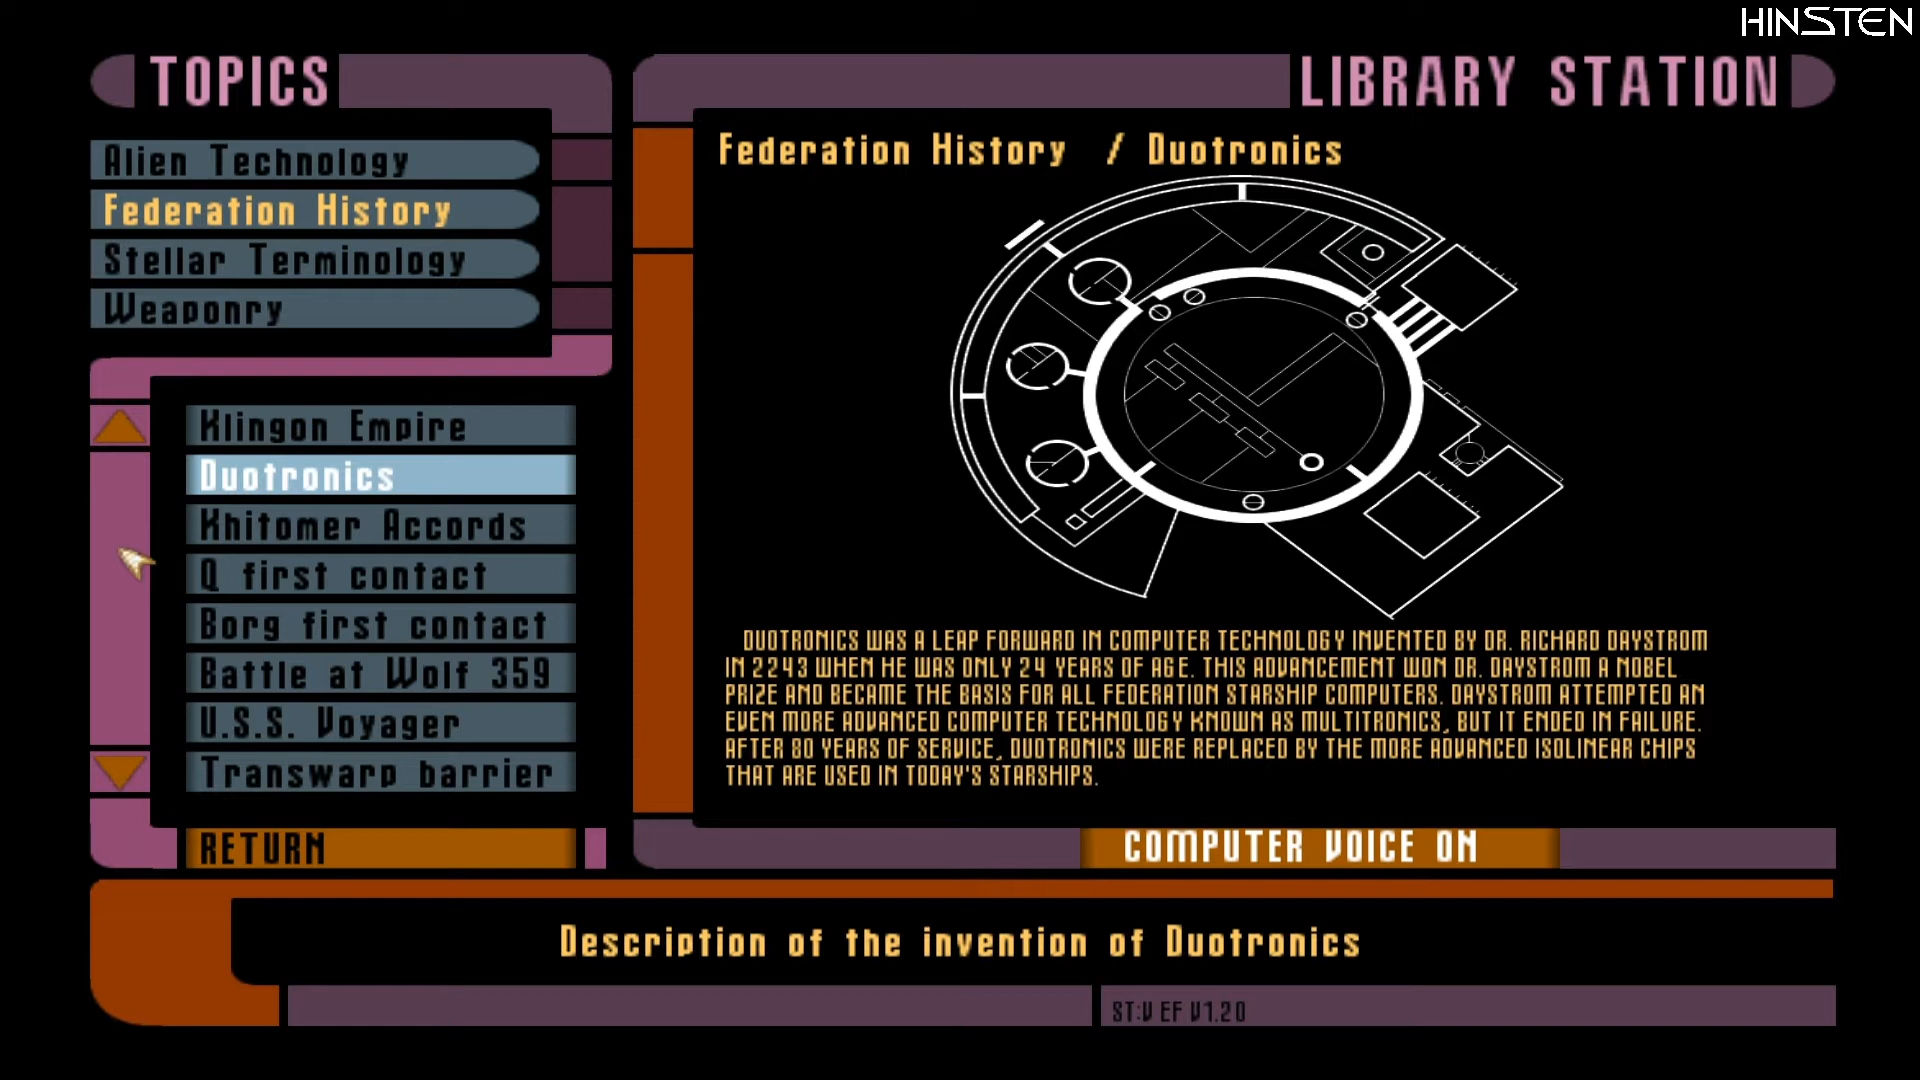 HINSTEN
TOPICS
LIBRARY STATION
Alien Technology
Federation History
Stellar Terminology
Weaponry
Klingon Empire
Duotronics
Khitomer Accords
Q first contact
Borg first contact
Battle at Wolf 359
U.S.S. Voyager
Transwarp barrier
RETURN
Federation History / Duotronics
DUOTRONICS WAS A LEAP FORWARD IN COMPUTER TECHNOLOGY INVENTED BY DR. RICHARD DAYSTROM
IN 2243 WHEN HE WAS ONLY 24 YEARS OF AGE. THIS ADVANCEMENT WON DR. DAYSTROM A NOBEL
PRIZE AND BECAME THE BASIS FOR ALL FEDERATION STARSHIP COMPUTERS. DAYSTROM ATTEMPTED AN
EVEN MORE ADVANCED COMPUTER TECHNOLOGY KNOWN AS MULTITRONICS, BUT IT ENDED IN FAILURE.
AFTER 80 YEARS OF SERVICE, DUOTRONICS WERE REPLACED BY THE MORE ADVANCED ISOLINEAR CHIPS
THAT ARE USED IN TODAY'S STARSHIPS.
COMPUTER VOICE ON
Description of the invention of Duotronics
ST:V EF V1.20